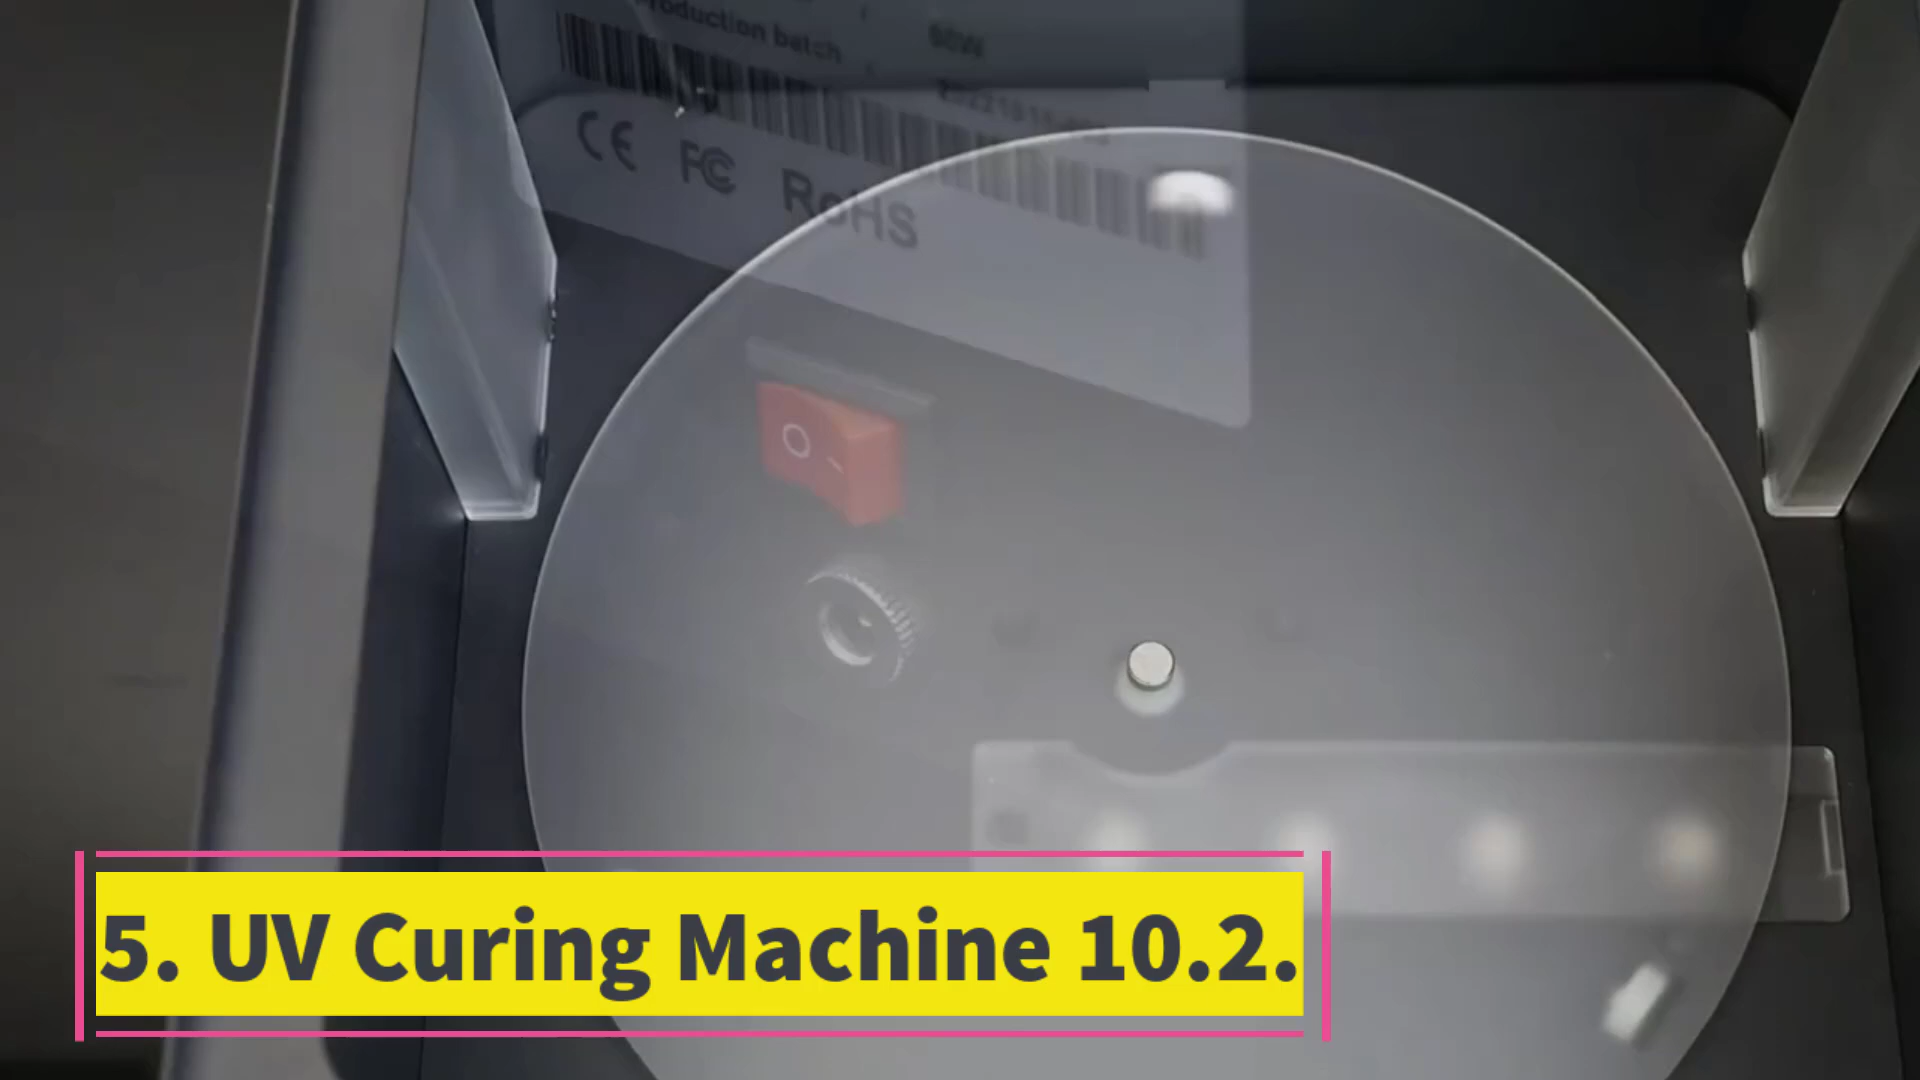 production batch
CE FC RoHS
5. UV Curing Machine 10.2.